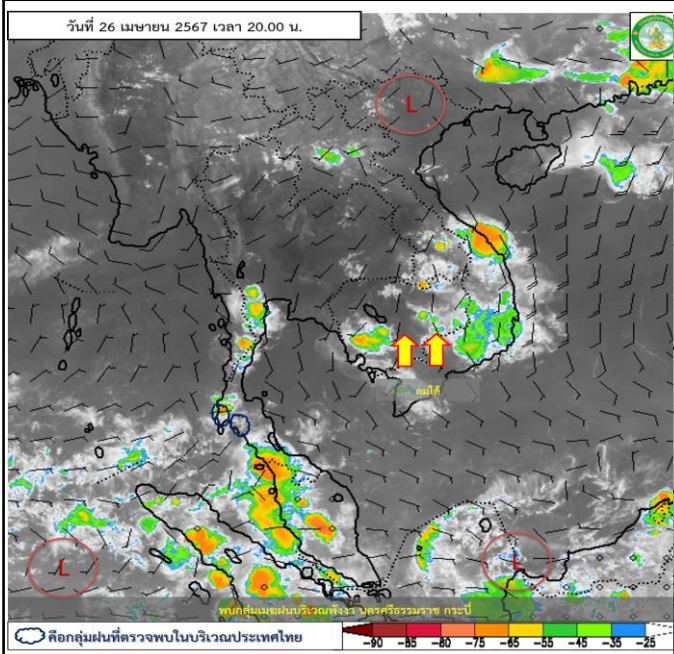 วันที่ 26 เมษายน 2567 เวลา 20.00 น.
L
L
L
พบกลุ่มเมฆฝนบริเวณพังงา นครศรีธรรมราช กระบี่
คือกลุ่มฝนที่ตรวจพบในบริเวณประเทศไทย
-90 -85 -80 -75 -65 -55 -45 -35 -25